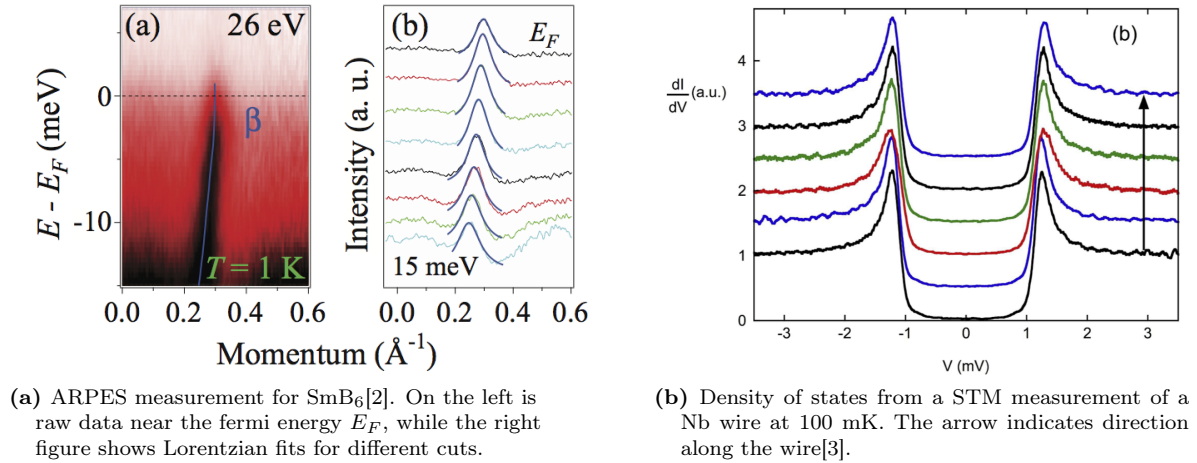 (a) 26 eV
E - E_F (meV)
0
-10
β
T = 1 K
0.0 0.2 0.4 0.6
(b)
E_F
Intensity (a. u.)
15 meV
0.0 0.2 0.4 0.6
Momentum (Å⁻¹)
(b)
dI
dV (a.u.)
4
3
2
1
0
-3 -2 -1 0 1 2 3
V (mV)
(a) ARPES measurement for SmB₆[2]. On the left is
raw data near the fermi energy E_F, while the right
figure shows Lorentzian fits for different cuts.
(b) Density of states from a STM measurement of a
Nb wire at 100 mK. The arrow indicates direction
along the wire[3].